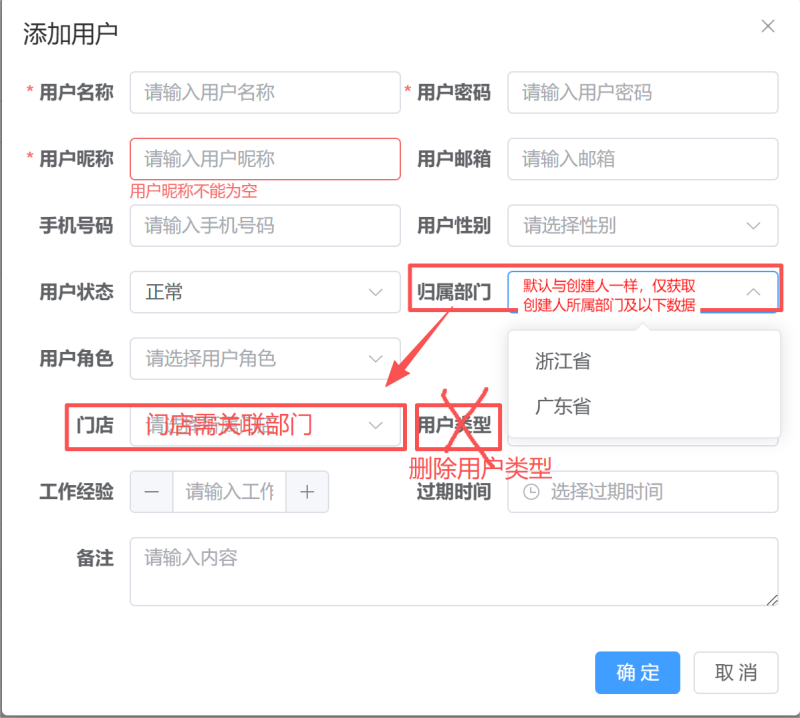 添加用户
* 用户名称 请输入用户名称 * 用户密码 请输入用户密码
* 用户昵称 请输入用户昵称 用户邮箱 请输入邮箱
用户昵称不能为空
手机号码 请输入手机号码 用户性别 请选择性别
用户状态 正常 归属部门 默认与创建人一样，仅获取
创建人所属部门及以下数据
用户角色 请选择用户角色 浙江省
广东省
门店 门店需关联部门 用户类型
删除用户类型
工作经验 请输入工作 过期时间 选择过期时间
备注 请输入内容
确 定 取 消